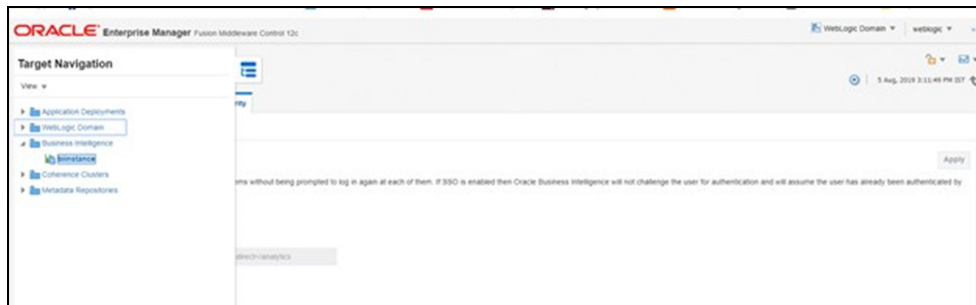 ORACLE Enterprise Manager Fusion Middleware Control 12c
WebLogic Domain weblogic
Target Navigation
View
5 Aug, 2019 3:11:49 PM IST
rity
Application Deployments
WebLogic Domain
Business Intelligence
biinstance
Apply
Coherence Clusters
ems without being prompted to log in again at each of them. If SSO is enabled then Oracle Business Intelligence will not challenge the user for authentication and will assume the user has already been authenticated by
Metadata Repositories
direct=/analytics